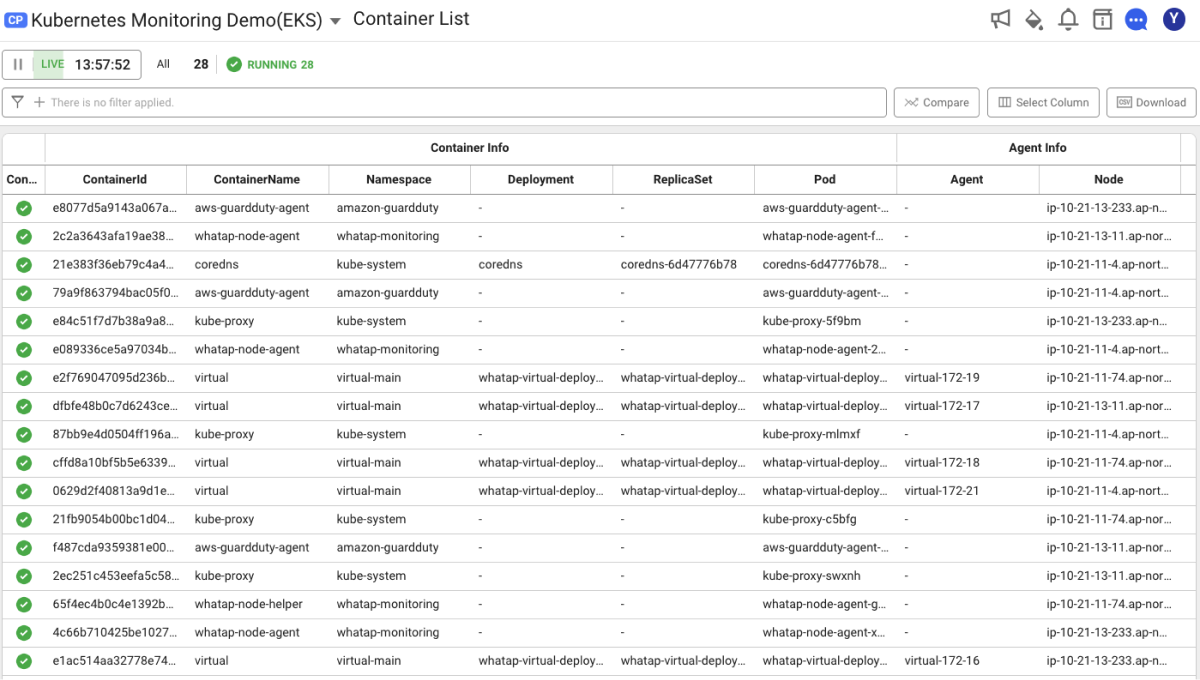 CP Kubernetes Monitoring Demo(EKS) Container List Y
LIVE 13:57:52 All 28 RUNNING 28
There is no filter applied. Compare Select Column CSV Download
Container Info Agent Info
Con... ContainerId ContainerName Namespace Deployment ReplicaSet Pod Agent Node
e8077d5a9143a067a... aws-guardduty-agent amazon-guardduty - - aws-guardduty-agent-... - ip-10-21-13-233.ap-n...
2c2a3643afa19ae38... whatap-node-agent whatap-monitoring - - whatap-node-agent-f... - ip-10-21-13-11.ap-nor...
21e383f36eb79c4a4... coredns kube-system coredns coredns-6d47776b78 coredns-6d47776b78... - ip-10-21-11-4.ap-nort...
79a9f863794bac05f0... aws-guardduty-agent amazon-guardduty - - aws-guardduty-agent-... - ip-10-21-11-4.ap-nort...
e84c51f7d7b38a9a8... kube-proxy kube-system - - kube-proxy-5f9bm - ip-10-21-13-233.ap-n...
e089336ce5a97034b... whatap-node-agent whatap-monitoring - - whatap-node-agent-2... - ip-10-21-11-4.ap-nort...
e2f769047095d236b... virtual virtual-main whatap-virtual-deploy... whatap-virtual-deploy... whatap-virtual-deploy... virtual-172-19 ip-10-21-11-74.ap-nor...
dfbfe48b0c7d6243ce... virtual virtual-main whatap-virtual-deploy... whatap-virtual-deploy... whatap-virtual-deploy... virtual-172-17 ip-10-21-13-11.ap-nor...
87bb9e4d0504ff196a... kube-proxy kube-system - - kube-proxy-mlmxf - ip-10-21-11-4.ap-nort...
cffd8a10bf5b5e6339... virtual virtual-main whatap-virtual-deploy... whatap-virtual-deploy... whatap-virtual-deploy... virtual-172-18 ip-10-21-11-74.ap-nor...
0629d2f40813a9d1e... virtual virtual-main whatap-virtual-deploy... whatap-virtual-deploy... whatap-virtual-deploy... virtual-172-21 ip-10-21-11-4.ap-nort...
21fb9054b00bc1d04... kube-proxy kube-system - - kube-proxy-c5bfg - ip-10-21-11-74.ap-nor...
f487cda9359381e00... aws-guardduty-agent amazon-guardduty - - aws-guardduty-agent-... - ip-10-21-13-11.ap-nor...
2ec251c453eefa5c58... kube-proxy kube-system - - kube-proxy-swxnh - ip-10-21-13-11.ap-nor...
65f4ec4b0c4e1392b... whatap-node-helper whatap-monitoring - - whatap-node-agent-g... - ip-10-21-11-74.ap-nor...
4c66b710425be1027... whatap-node-agent whatap-monitoring - - whatap-node-agent-x... - ip-10-21-13-233.ap-n...
e1ac514aa32778e74... virtual virtual-main whatap-virtual-deploy... whatap-virtual-deploy... whatap-virtual-deploy... virtual-172-16 ip-10-21-13-233.ap-n...